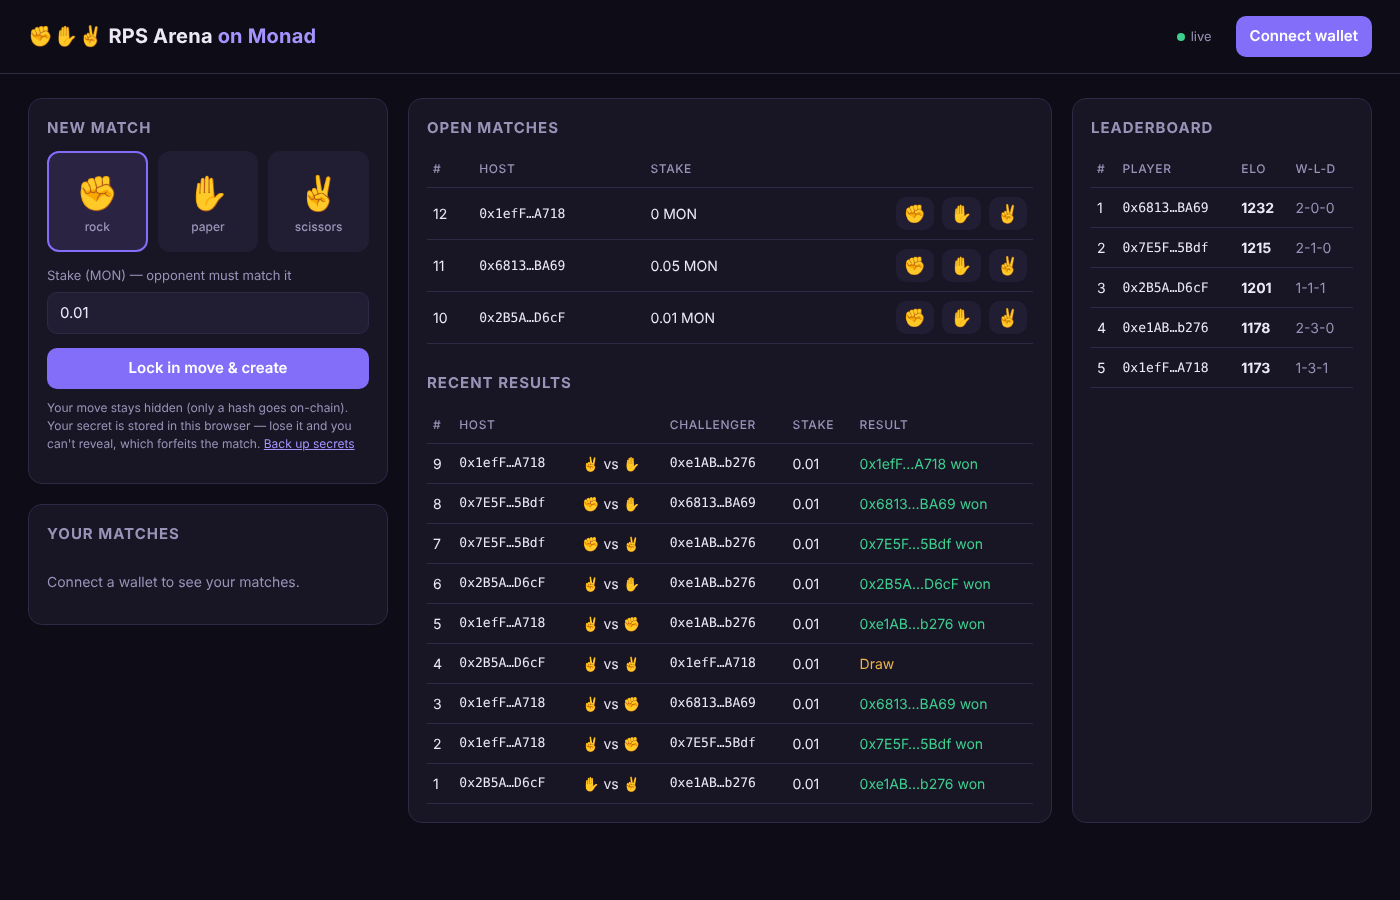 ✊✋✌ RPS Arena on Monad
live
Connect wallet
NEW MATCH
rock
paper
scissors
Stake (MON) — opponent must match it
0.01
Lock in move & create
Your move stays hidden (only a hash goes on-chain).
Your secret is stored in this browser — lose it and you
can't reveal, which forfeits the match. Back up secrets
YOUR MATCHES
Connect a wallet to see your matches.
OPEN MATCHES
# HOST STAKE
12 0x1efF…A718 0 MON ✊ ✋ ✌
11 0x6813…BA69 0.05 MON ✊ ✋ ✌
10 0x2B5A…D6cF 0.01 MON ✊ ✋ ✌
RECENT RESULTS
# HOST CHALLENGER STAKE RESULT
9 0x1efF…A718 ✌ vs ✋ 0xe1AB…b276 0.01 0x1efF…A718 won
8 0x7E5F…5Bdf ✊ vs ✋ 0x6813…BA69 0.01 0x6813…BA69 won
7 0x7E5F…5Bdf ✊ vs ✌ 0xe1AB…b276 0.01 0x7E5F…5Bdf won
6 0x2B5A…D6cF ✌ vs ✋ 0xe1AB…b276 0.01 0x2B5A…D6cF won
5 0x1efF…A718 ✌ vs ✊ 0xe1AB…b276 0.01 0xe1AB…b276 won
4 0x2B5A…D6cF ✌ vs ✌ 0x1efF…A718 0.01 Draw
3 0x1efF…A718 ✌ vs ✊ 0x6813…BA69 0.01 0x6813…BA69 won
2 0x1efF…A718 ✌ vs ✊ 0x7E5F…5Bdf 0.01 0x7E5F…5Bdf won
1 0x2B5A…D6cF ✋ vs ✌ 0xe1AB…b276 0.01 0xe1AB…b276 won
LEADERBOARD
# PLAYER ELO W-L-D
1 0x6813…BA69 1232 2-0-0
2 0x7E5F…5Bdf 1215 2-1-0
3 0x2B5A…D6cF 1201 1-1-1
4 0xe1AB…b276 1178 2-3-0
5 0x1efF…A718 1173 1-3-1